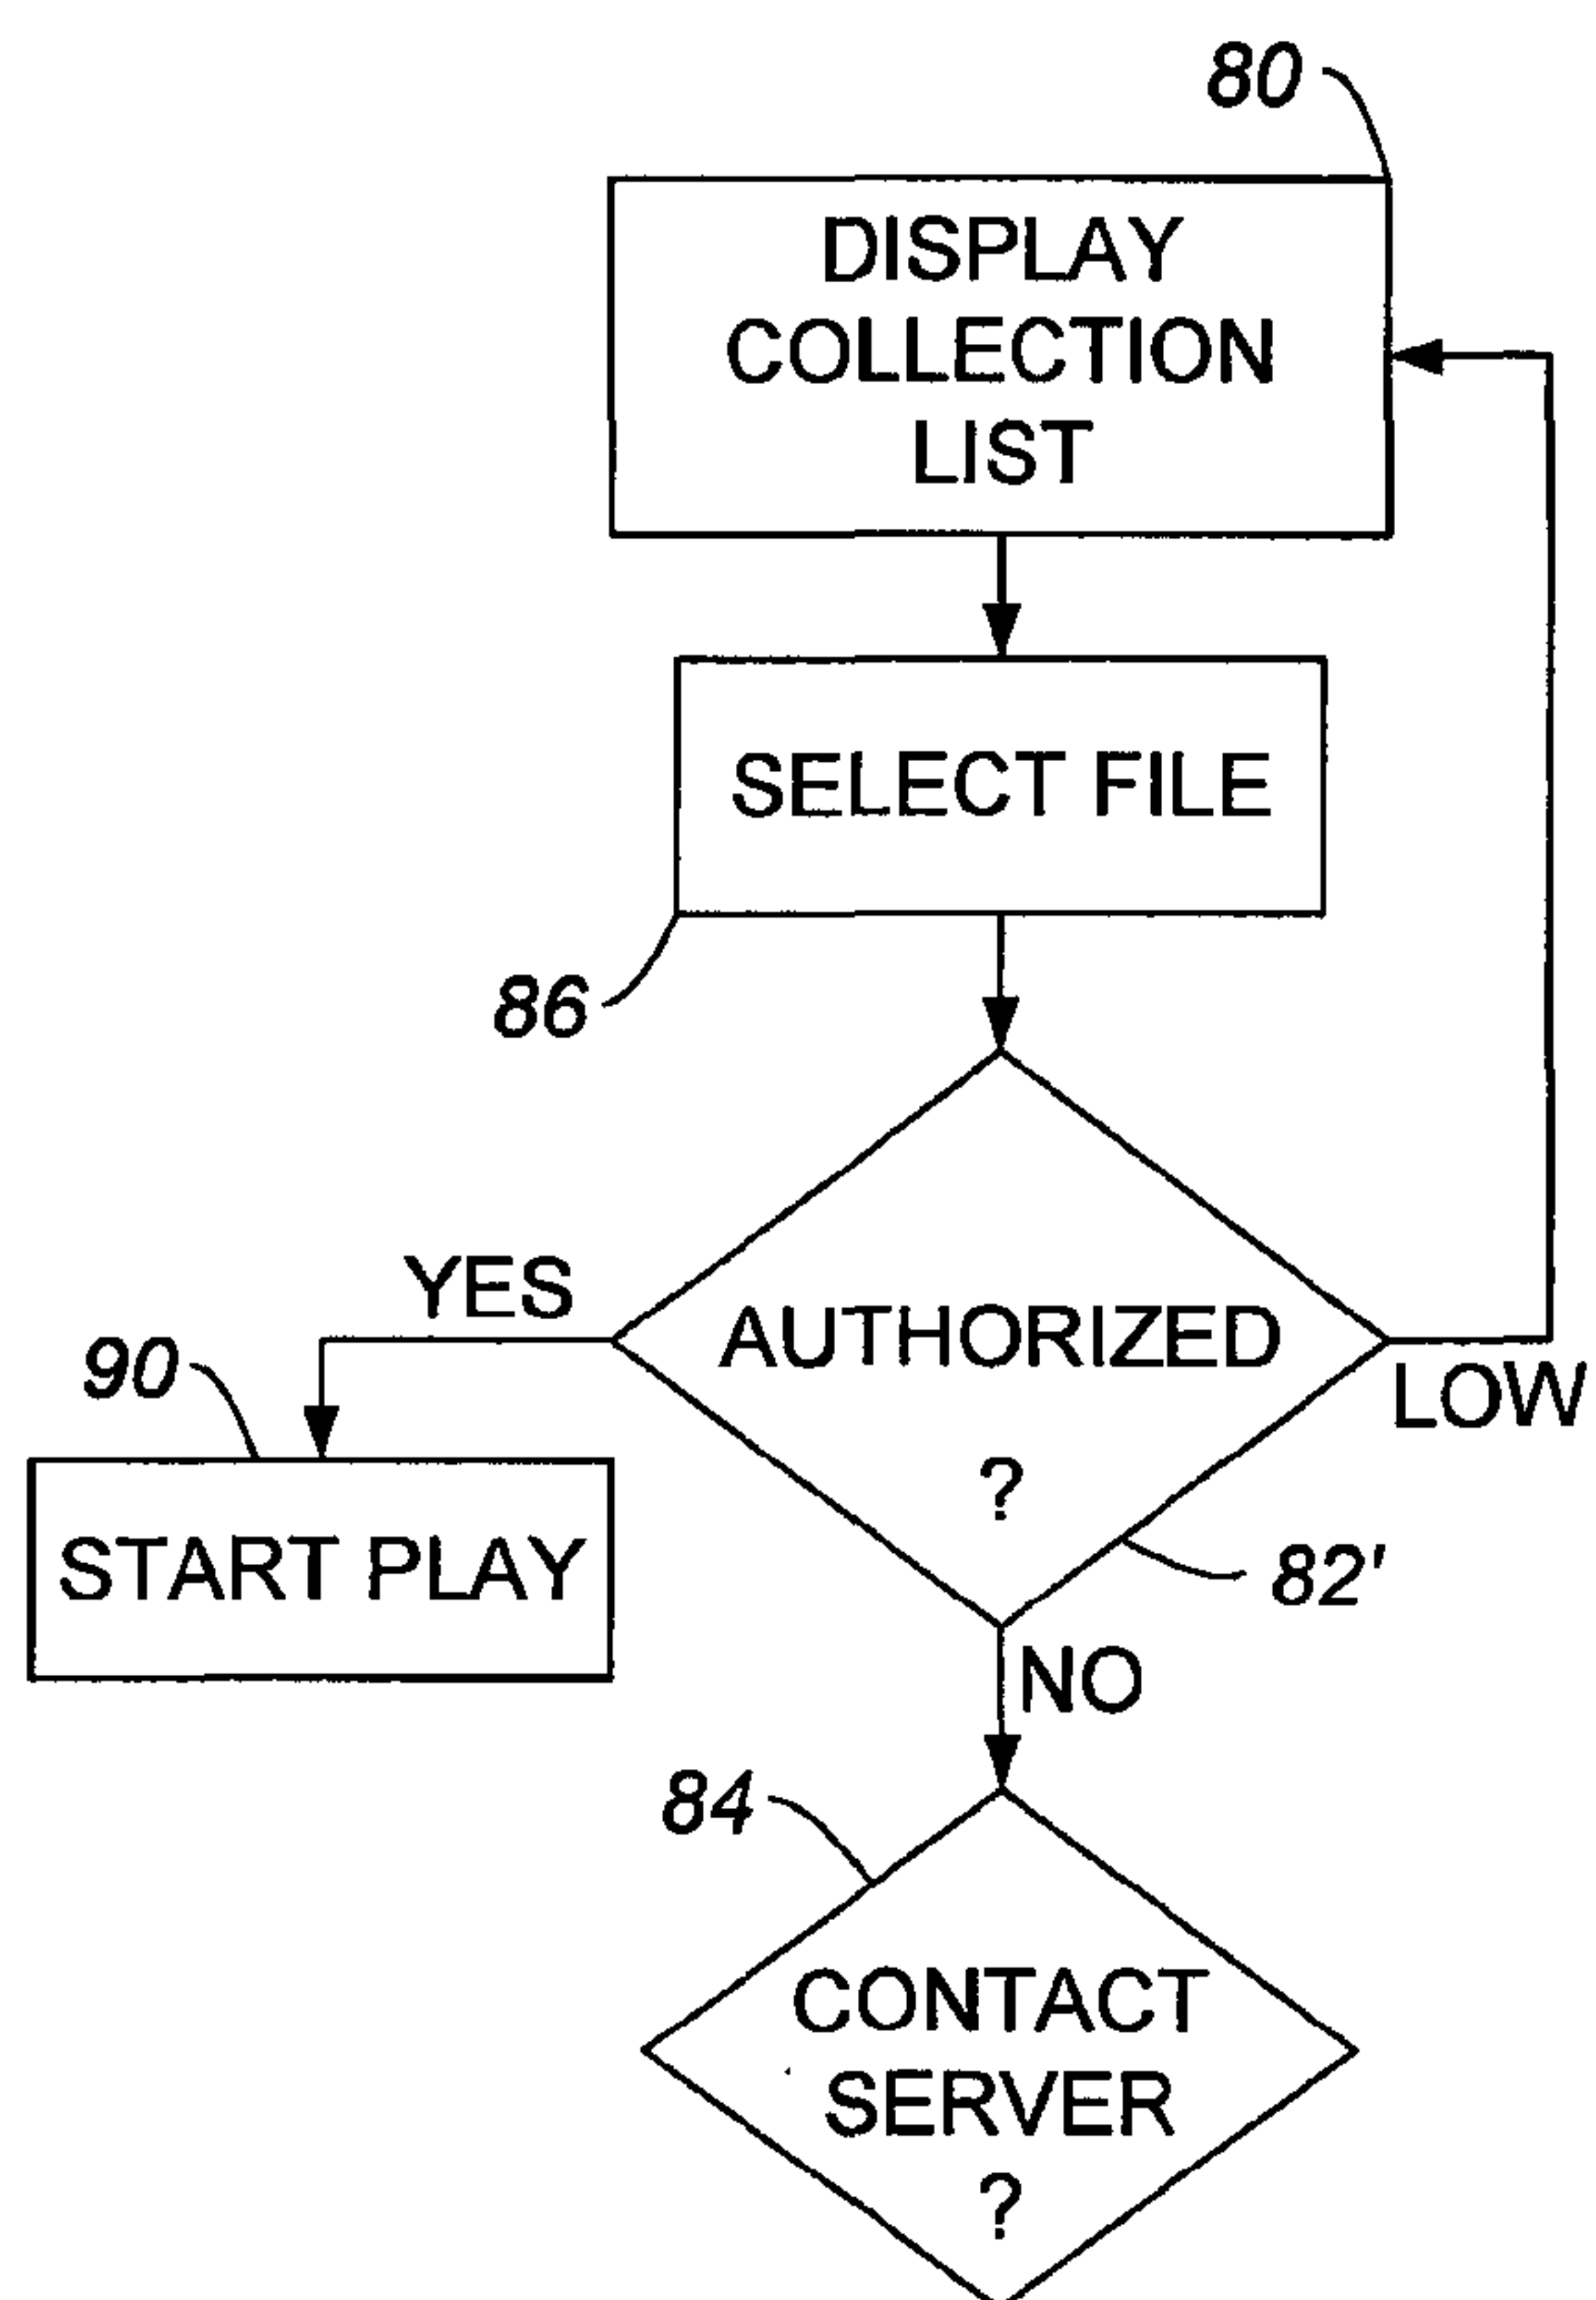 80
DISPLAY
COLLECTION
LIST
SELECT FILE
86
YES
AUTHORIZED
?
LOW
90
START PLAY
82'
NO
84
CONTACT
SERVER
?